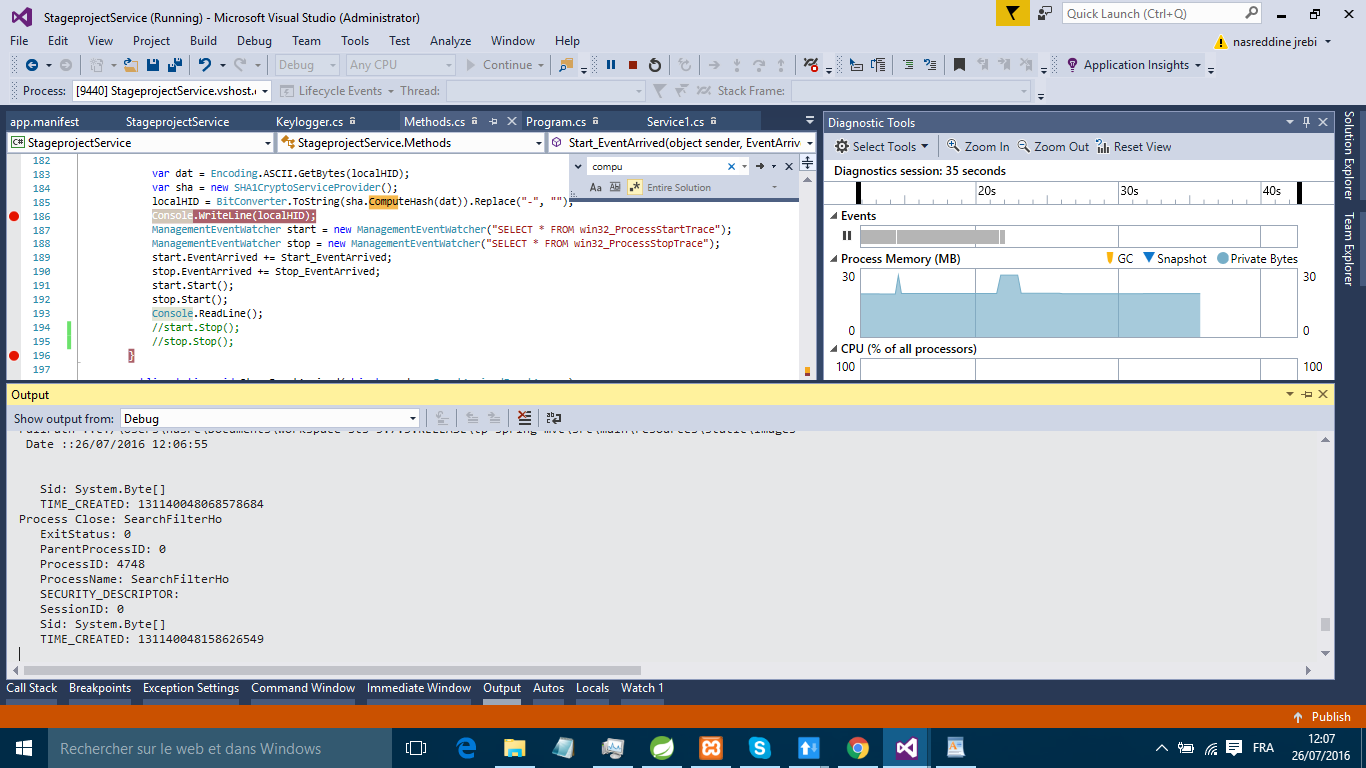 StageprojectService (Running) - Microsoft Visual Studio (Administrator)
Quick Launch (Ctrl+Q)
File Edit View Project Build Debug Team Tools Test Analyze Window Help
nasreddine jrebi
Debug Any CPU Continue Application Insights
Process: [9440] StageprojectService.vshost. Lifecycle Events Thread: Stack Frame:
app.manifest StageprojectService Keylogger.cs Methods.cs Program.cs Service1.cs
StageprojectService StageprojectService.Methods Start_EventArrived(object sender, EventArriv
compu
Aa Ab .* Entire Solution
182
183 var dat = Encoding.ASCII.GetBytes(localHID);
184 var sha = new SHA1CryptoServiceProvider();
185 localHID = BitConverter.ToString(sha.ComputeHash(dat)).Replace("-", "");
186 Console.WriteLine(localHID);
187 ManagementEventWatcher start = new ManagementEventWatcher("SELECT * FROM win32_ProcessStartTrace");
188 ManagementEventWatcher stop = new ManagementEventWatcher("SELECT * FROM win32_ProcessStopTrace");
189 start.EventArrived += Start_EventArrived;
190 stop.EventArrived += Stop_EventArrived;
191 start.Start();
192 stop.Start();
193 Console.ReadLine();
194 //start.Stop();
195 //stop.Stop();
196 }
197
Diagnostic Tools
Select Tools Zoom In Zoom Out Reset View
Diagnostics session: 35 seconds
20s 30s 40s
Events
Process Memory (MB) GC Snapshot Private Bytes
30 30
0 0
CPU (% of all processors)
100 100
Solution Explorer
Team Explorer
Output
Show output from: Debug
Date ::26/07/2016 12:06:55
Sid: System.Byte[]
TIME_CREATED: 131140048068578684
Process Close: SearchFilterHo
ExitStatus: 0
ParentProcessID: 0
ProcessID: 4748
ProcessName: SearchFilterHo
SECURITY_DESCRIPTOR:
SessionID: 0
Sid: System.Byte[]
TIME_CREATED: 131140048158626549
Call Stack Breakpoints Exception Settings Command Window Immediate Window Output Autos Locals Watch 1
Publish
Rechercher sur le web et dans Windows
FRA
12:07
26/07/2016